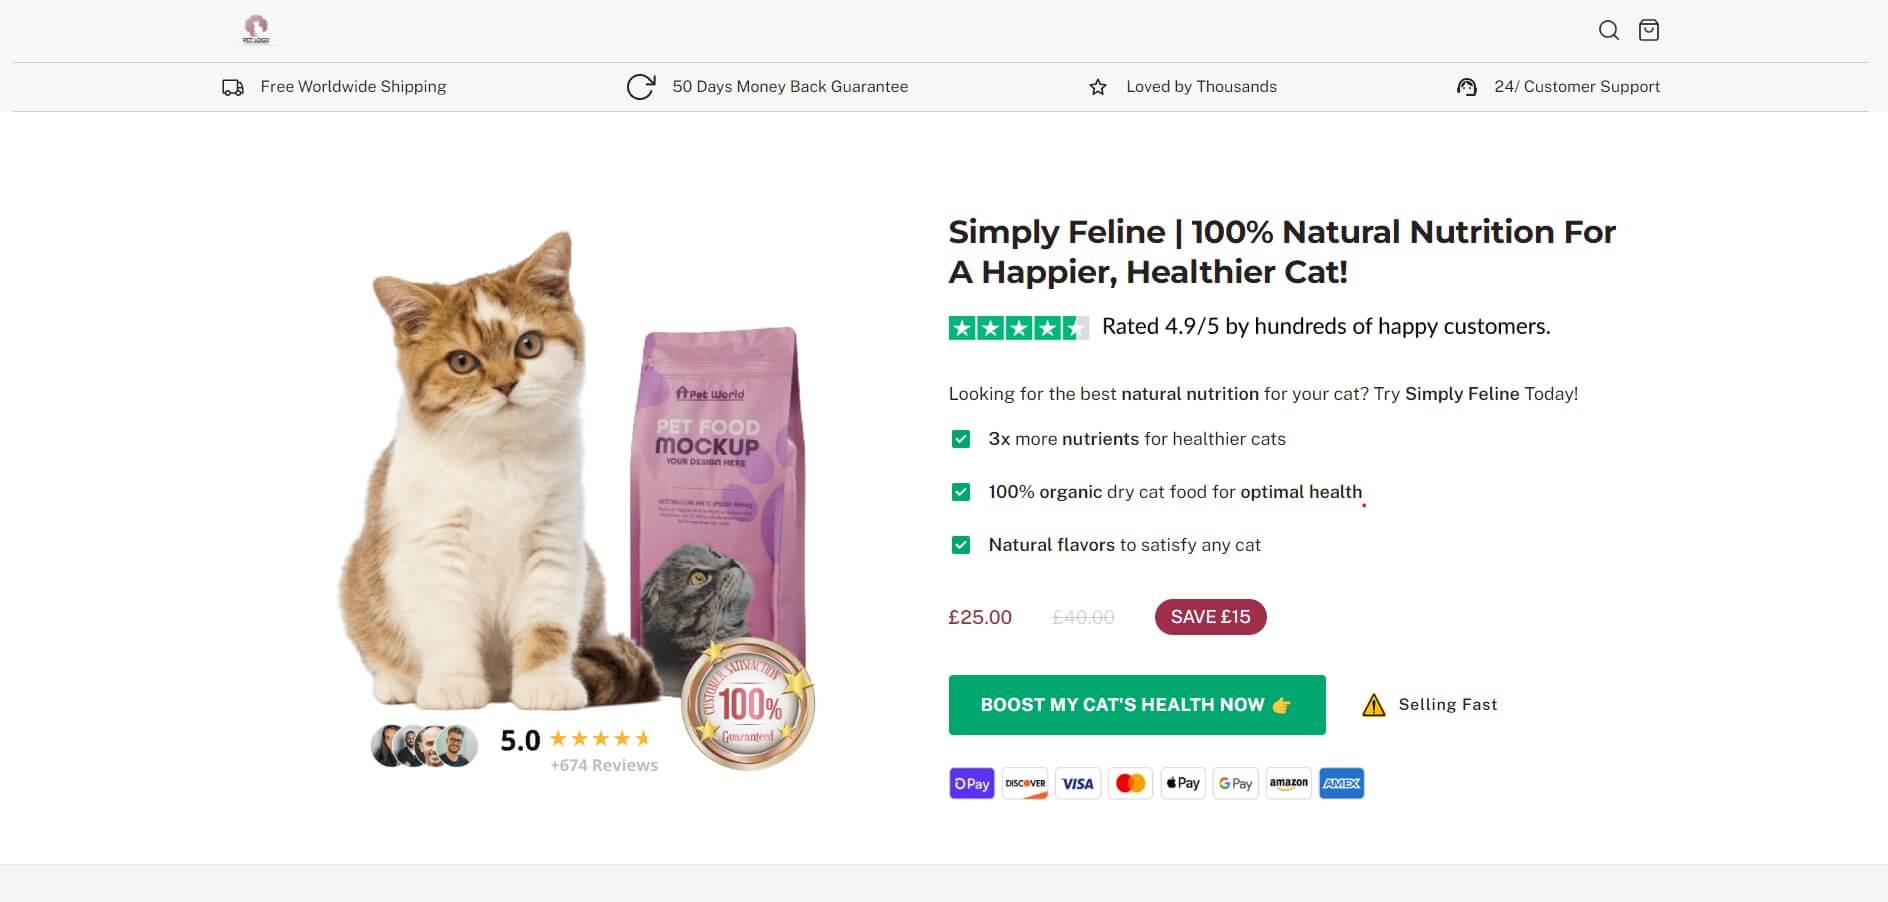 PET LOGO
Free Worldwide Shipping
50 Days Money Back Guarantee
Loved by Thousands
24/ Customer Support
Simply Feline | 100% Natural Nutrition For
A Happier, Healthier Cat!
Rated 4.9/5 by hundreds of happy customers.
Looking for the best natural nutrition for your cat? Try Simply Feline Today!
3x more nutrients for healthier cats
100% organic dry cat food for optimal health
Natural flavors to satisfy any cat
£25.00
£40.00
SAVE £15
BOOST MY CAT'S HEALTH NOW 👉
Selling Fast
Pay
DISCOVER
VISA
Pay
G Pay
amazon
AMEX
Pet World
PET FOOD
MOCKUP
YOUR DESIGN HERE
VESTIBULUM ANTE IPSUM PRIMIS
CUSTOMER SATISFACTION
100%
Guaranteed
5.0
+674 Reviews